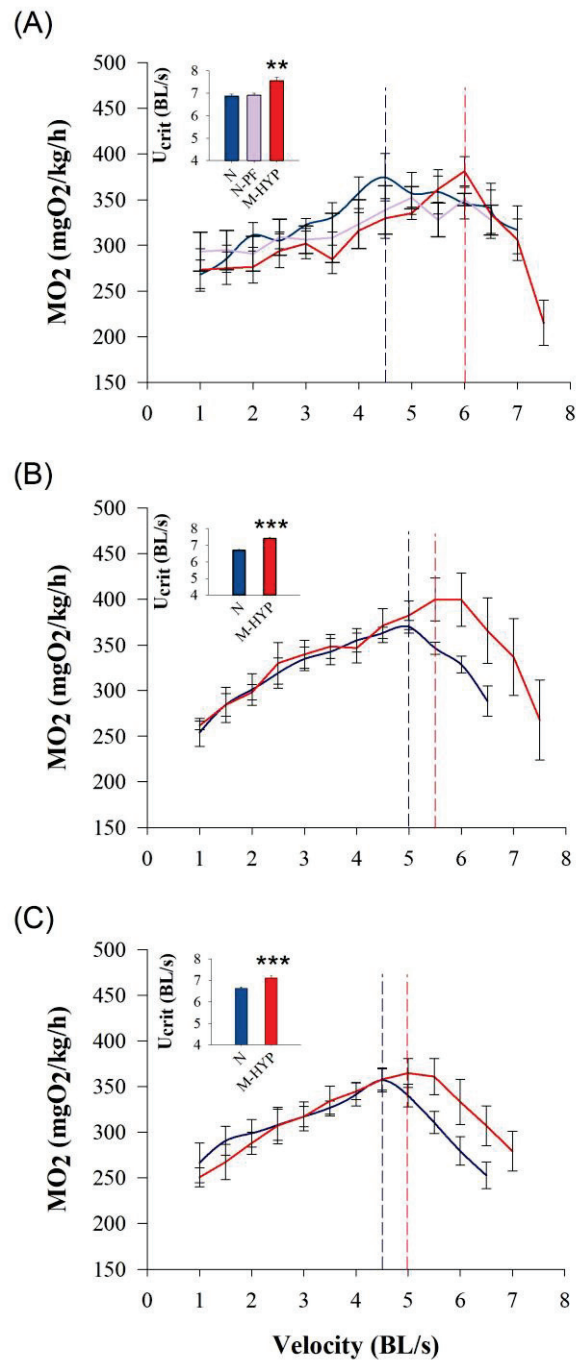 (A)
500
450
400
350
300
250
200
150
MO2 (mgO2/kg/h)
8
7
6
5
4
Ucrit (BL/s)
**
N
N-PF
M-HYP
0 1 2 3 4 5 6 7 8
(B)
500
450
400
350
300
250
200
150
MO2 (mgO2/kg/h)
8
7
6
5
4
Ucrit (BL/s)
***
N
M-HYP
0 1 2 3 4 5 6 7 8
(C)
500
450
400
350
300
250
200
150
MO2 (mgO2/kg/h)
8
7
6
5
4
Ucrit (BL/s)
***
N
M-HYP
0 1 2 3 4 5 6 7 8
Velocity (BL/s)